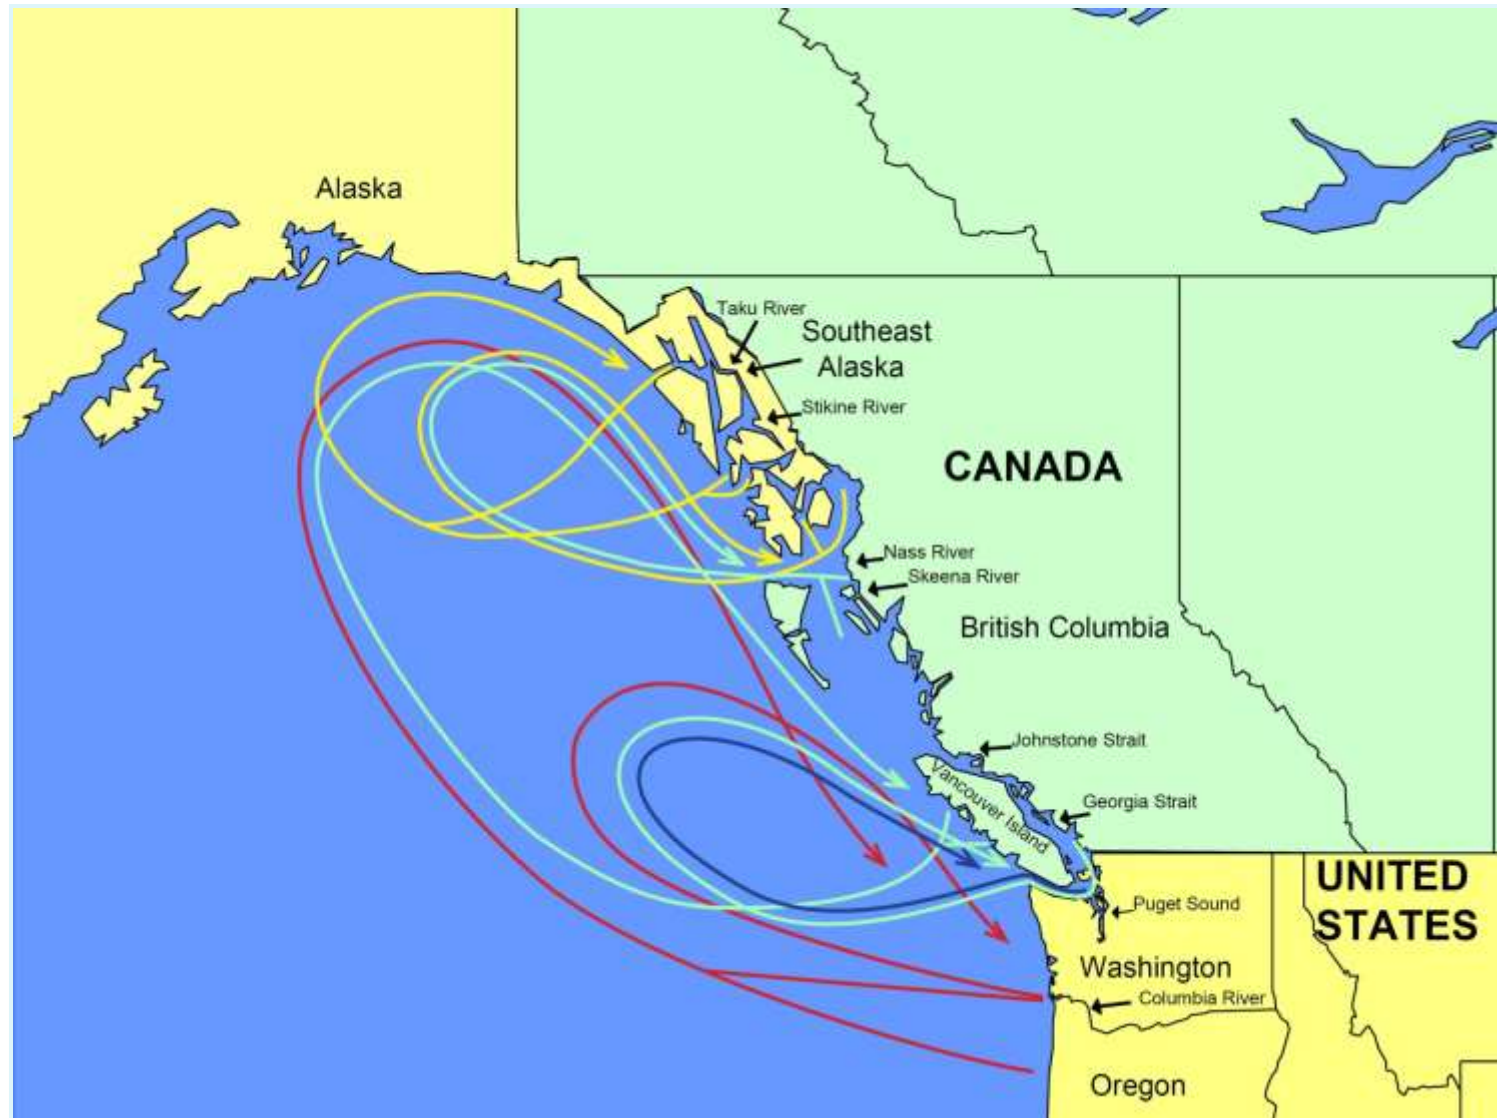 Alaska
Taku River
Southeast
Alaska
Stikine River
CANADA
Nass River
Skeena River
British Columbia
Johnstone Strait
Vancouver Island
Georgia Strait
UNITED
STATES
Puget Sound
Washington
Columbia River
Oregon